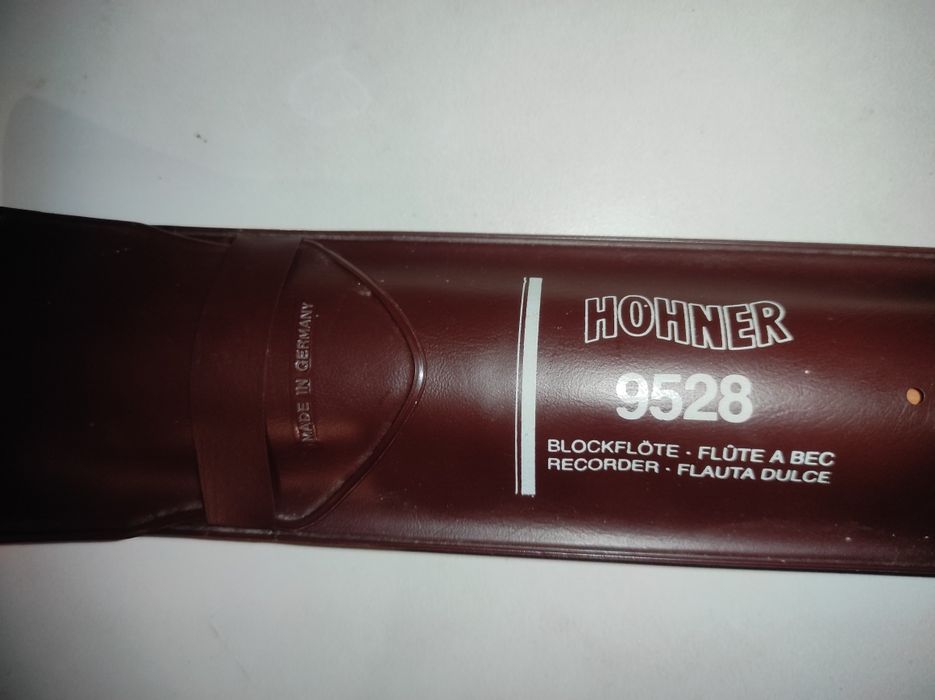 MADE IN GERMANY
HOHNER
9528
BLOCKFLÖTE · FLÛTE A BEC
RECORDER · FLAUTA DULCE